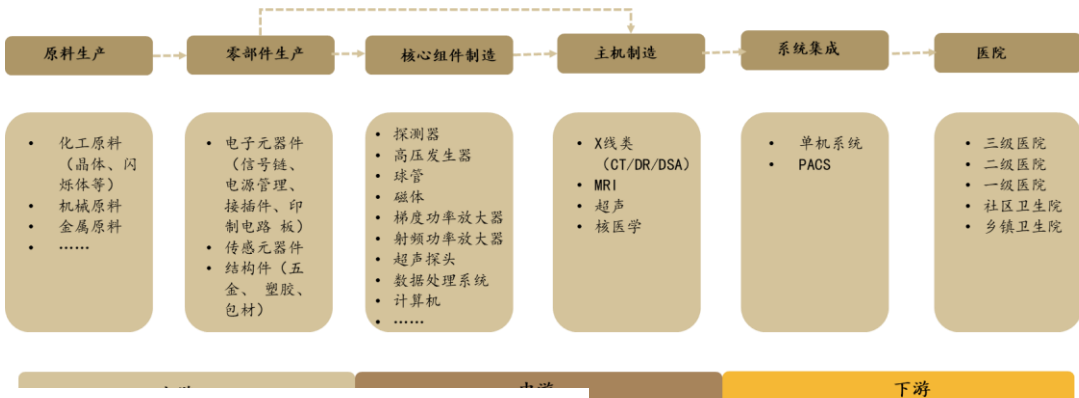 原料生产
零部件生产
核心组件制造
主机制造
系统集成
医院
• 化工原料
（晶体、闪
烁体等）
• 机械原料
• 金属原料
• ……
• 电子元器件
（信号链、
电源管理、
接插件、印
制电路 板）
• 传感元器件
• 结构件（五
金、 塑胶、
包材）
• 探测器
• 高压发生器
• 球管
• 磁体
• 梯度功率放大器
• 射频功率放大器
• 超声探头
• 数据处理系统
• 计算机
• ……
• X线类
（CT/DR/DSA）
• MRI
• 超声
• 核医学
• 单机系统
• PACS
• 三级医院
• 二级医院
• 一级医院
• 社区卫生院
• 乡镇卫生院
下游